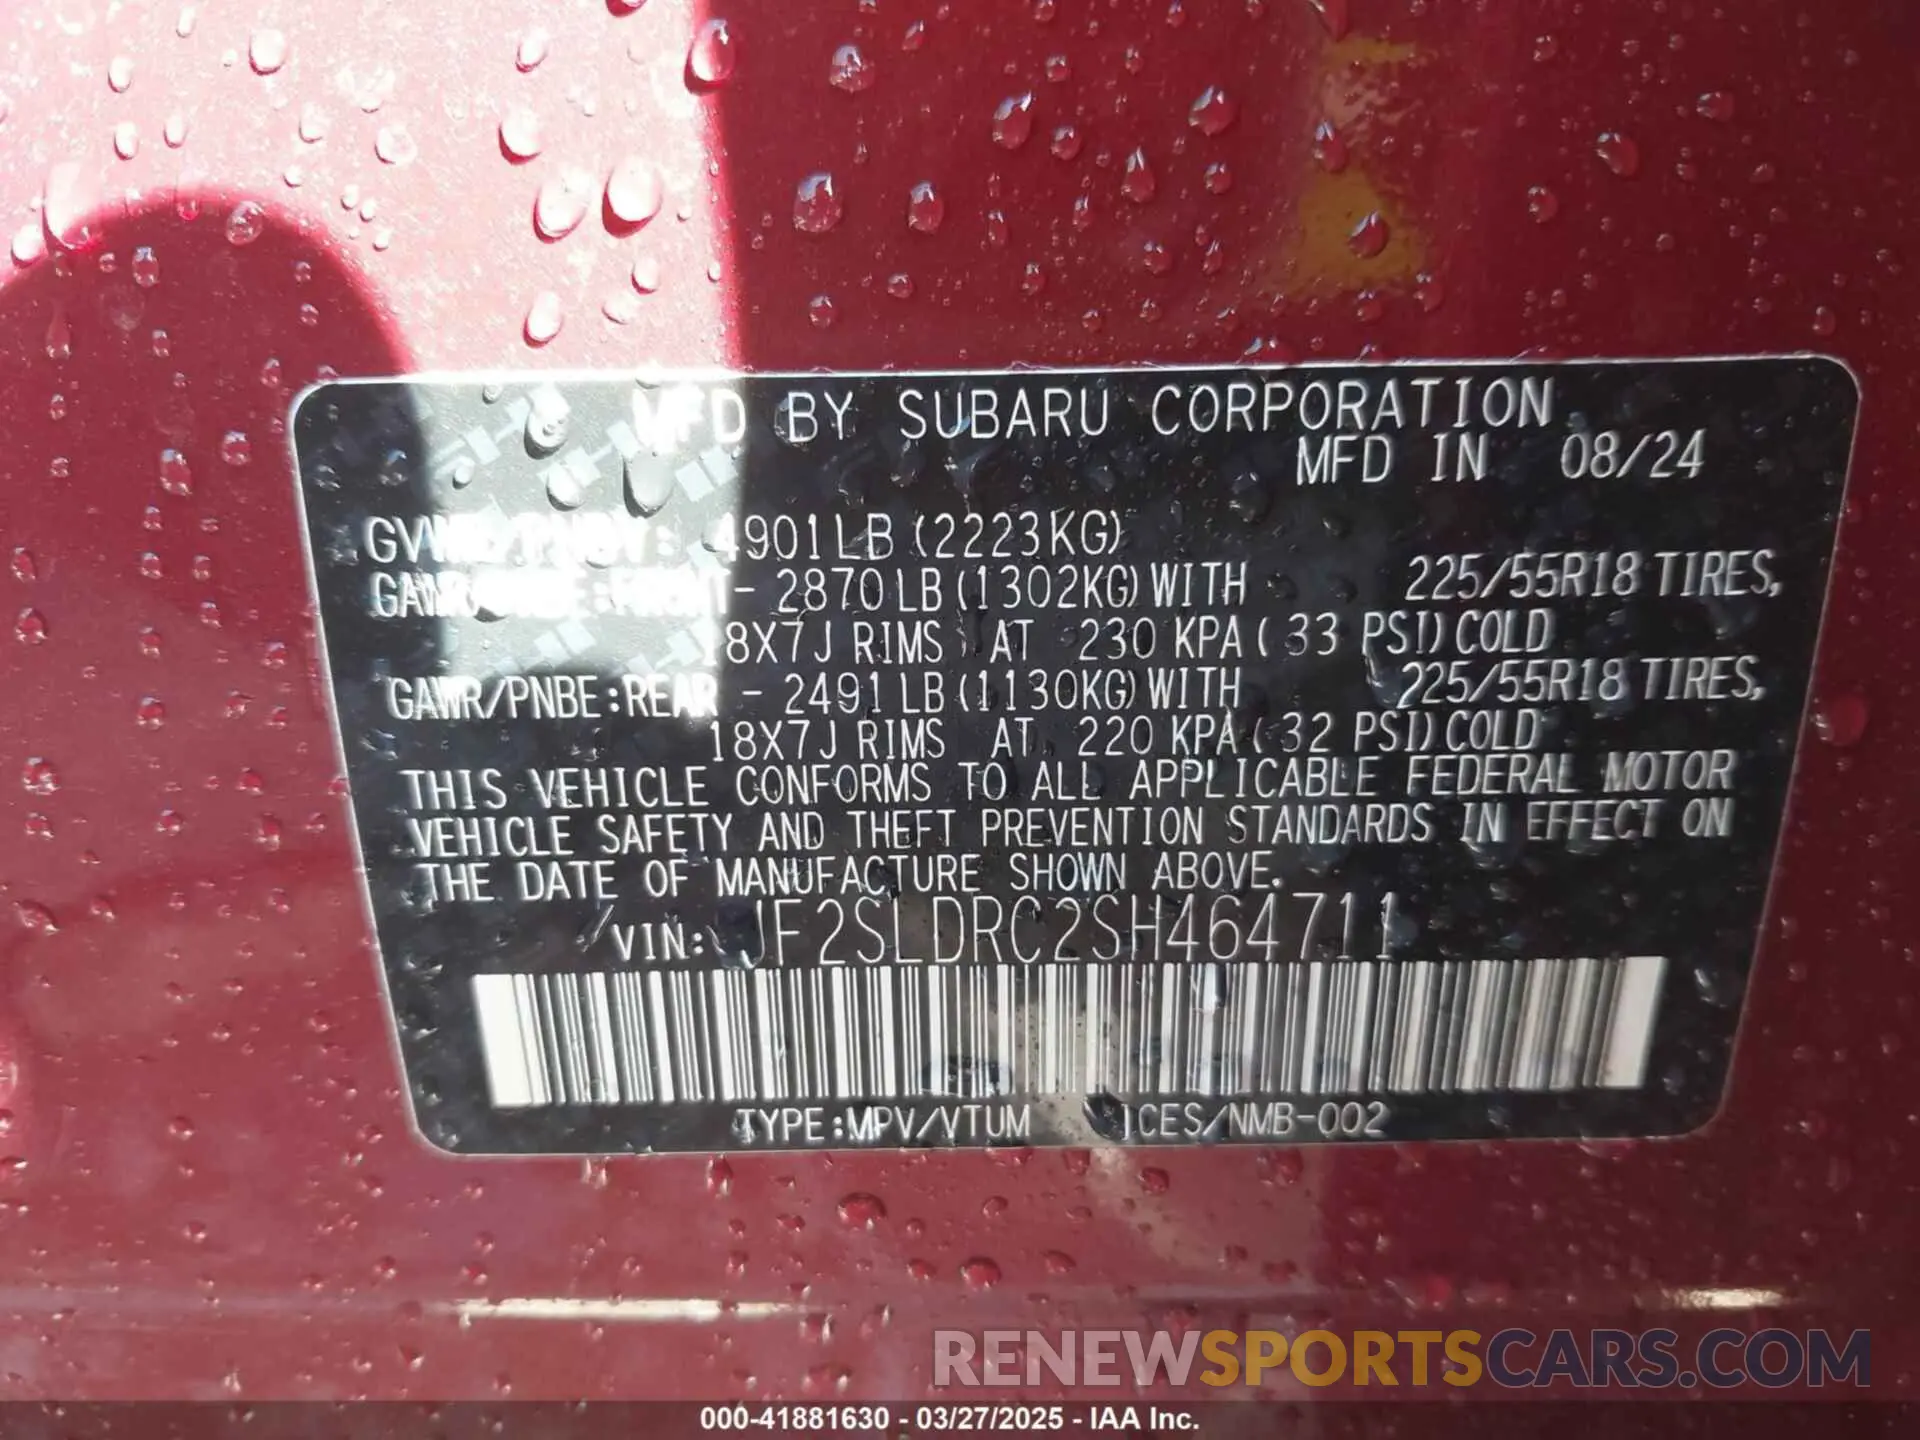 MFD BY SUBARU CORPORATION
MFD IN 08/24
4901LB (2223KG)
2870 LB (1302KG) WITH 225/55R18 TIRES,
18X7J RIMS AT 230 KPA ( 33 PSI) COLD
GAWR/PNBE:REAR - 2491 LB (1130KG) WITH 225/55R18 TIRES,
18X7J RIMS AT 220 KPA ( 32 PSI) COLD
THIS VEHICLE CONFORMS TO ALL APPLICABLE FEDERAL MOTOR
VEHICLE SAFETY AND THEFT PREVENTION STANDARDS IN EFFECT ON
THE DATE OF MANUFACTURE SHOWN ABOVE.
VIN: JF2SLDRC2SH464711
TYPE:MPV/VTUM ICES/NMB-002
RENEWSPORTSCARS.COM
000-41881630 - 03/27/2025 - IAA Inc.